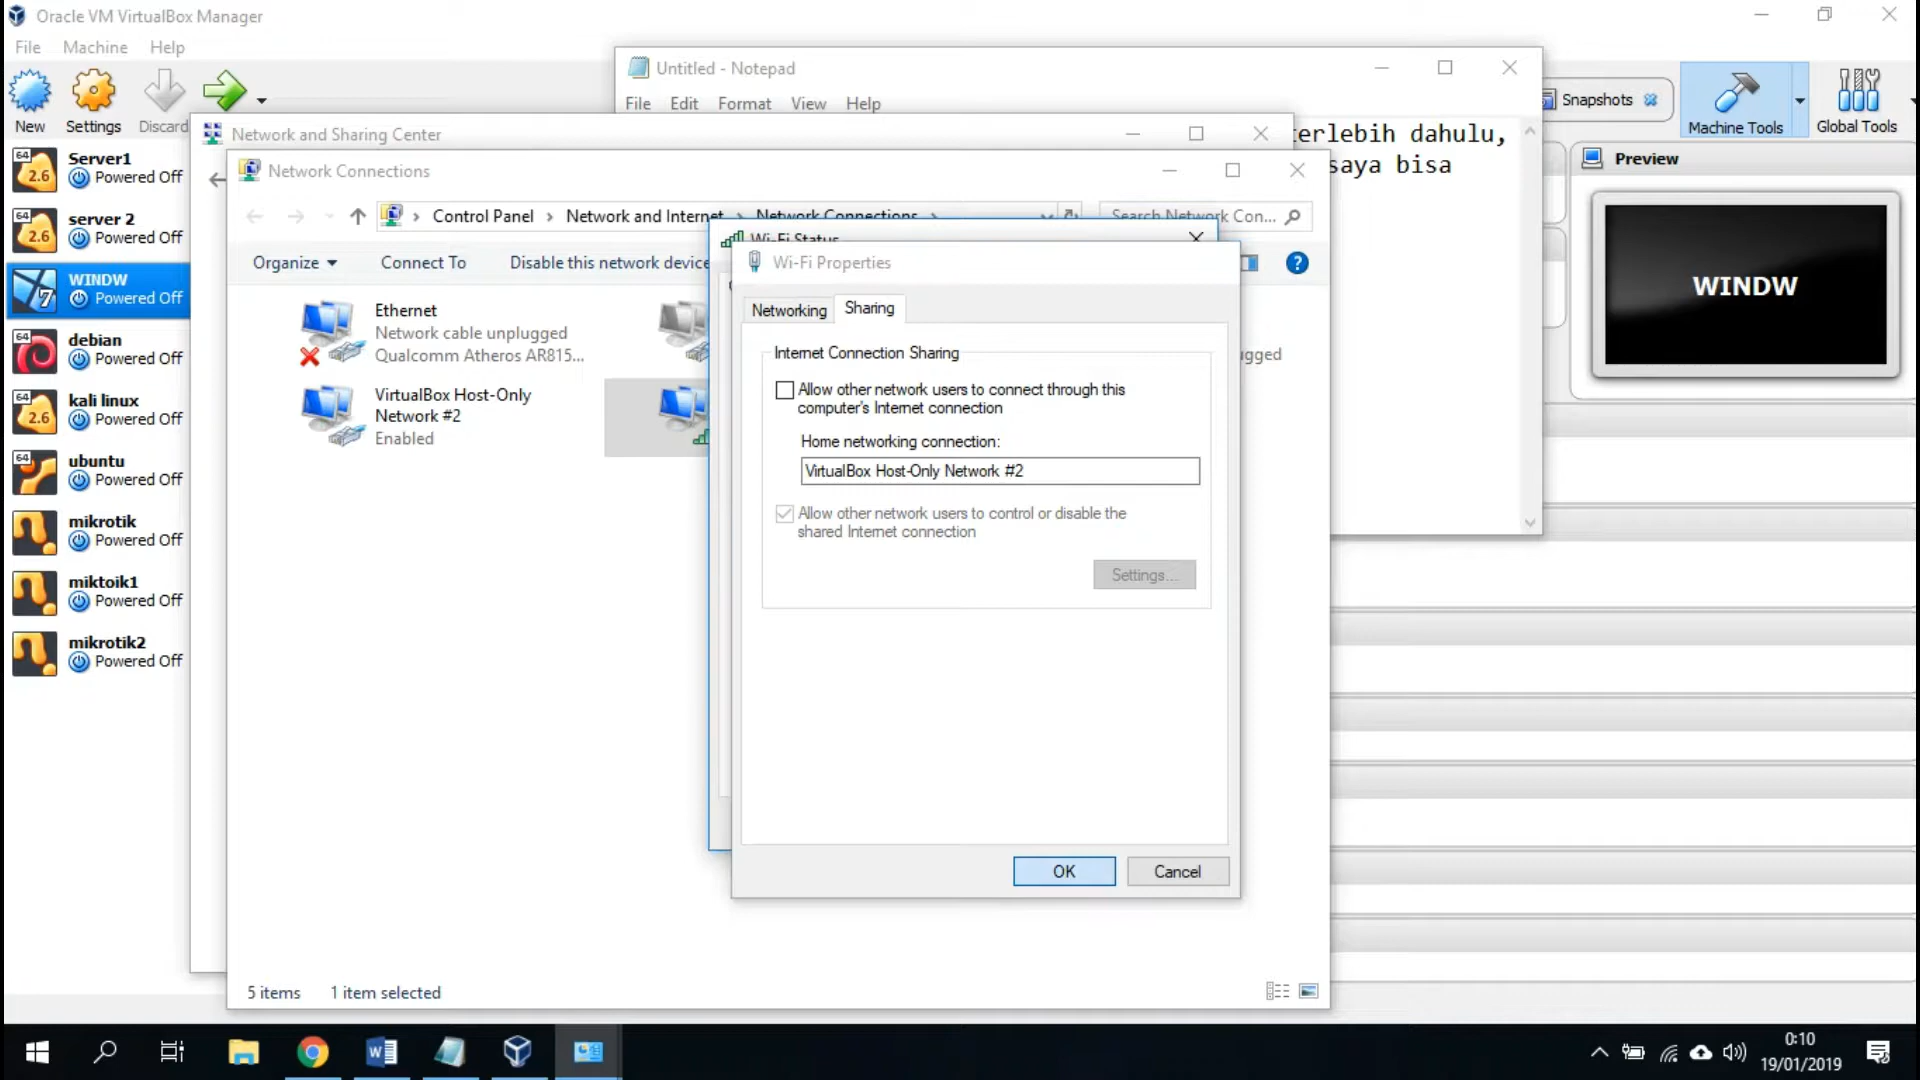 Oracle VM VirtualBox Manager
File Machine Help
New
Settings
Discard
Server1
Powered Off
server 2
Powered Off
WINDW
Powered Off
debian
Powered Off
kali linux
Powered Off
ubuntu
Powered Off
mikrotik
Powered Off
miktoik1
Powered Off
mikrotik2
Powered Off
Untitled - Notepad
File Edit Format View Help
terlebih dahulu,
saya bisa
Snapshots
Machine Tools
Global Tools
Preview
WINDW
Network and Sharing Center
Network Connections
Control Panel > Network and Internet > Network Connections >
Search Network Con...
Organize
Connect To
Disable this network device
Ethernet
Network cable unplugged
Qualcomm Atheros AR815...
VirtualBox Host-Only
Network #2
Enabled
Wi-Fi Status
Wi-Fi Properties
Networking
Sharing
Internet Connection Sharing
Allow other network users to connect through this
computer's Internet connection
Home networking connection:
VirtualBox Host-Only Network #2
Allow other network users to control or disable the
shared Internet connection
Settings...
OK
Cancel
5 items
1 item selected
0:10
19/01/2019